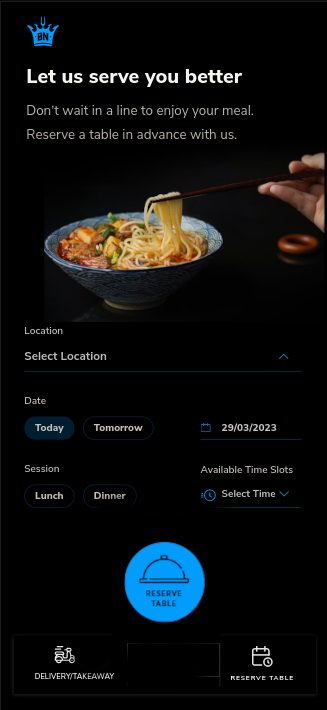 BN
Let us serve you better
Don't wait in a line to enjoy your meal.
Reserve a table in advance with us.
Location
Select Location
Date
Today Tomorrow 29/03/2023
Session Available Time Slots
Lunch Dinner Select Time
RESERVE
TABLE
DELIVERY/TAKEAWAY RESERVE TABLE